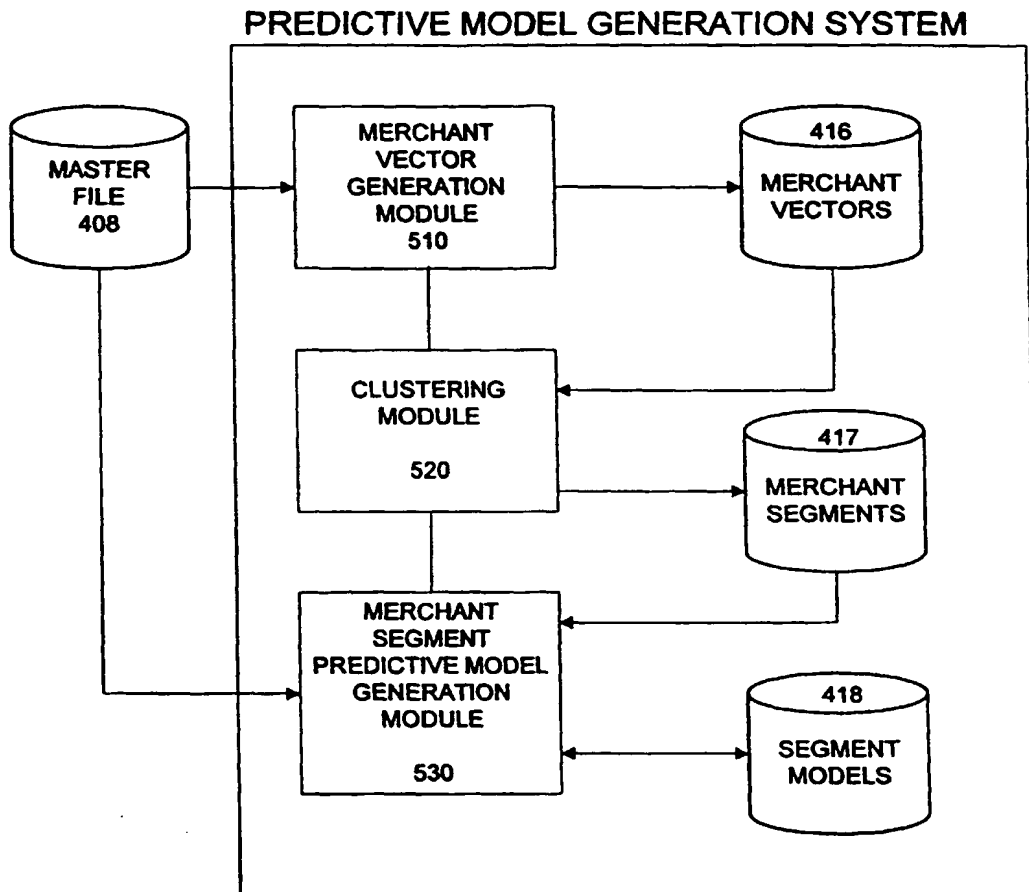 PREDICTIVE MODEL GENERATION SYSTEM
MASTER
FILE
408
MERCHANT
VECTOR
GENERATION
MODULE
510
416
MERCHANT
VECTORS
CLUSTERING
MODULE
520
417
MERCHANT
SEGMENTS
MERCHANT
SEGMENT
PREDICTIVE MODEL
GENERATION
MODULE
530
418
SEGMENT
MODELS